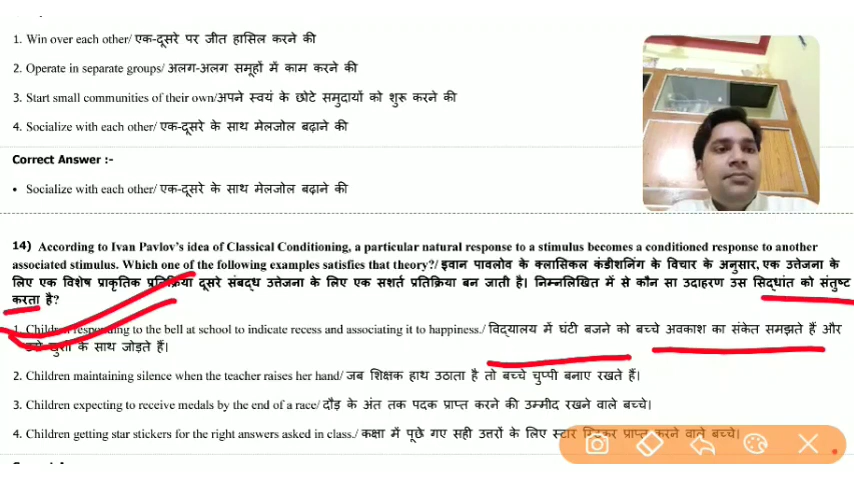 1. Win over each other/ एक-दूसरे पर जीत हासिल करने की
2. Operate in separate groups/ अलग-अलग समूहों में काम करने की
3. Start small communities of their own/अपने स्वयं के छोटे समुदायों को शुरू करने की
4. Socialize with each other/ एक-दूसरे के साथ मेलजोल बढ़ाने की
Correct Answer :-
• Socialize with each other/ एक-दूसरे के साथ मेलजोल बढ़ाने की
14) According to Ivan Pavlov's idea of Classical Conditioning, a particular natural response to a stimulus becomes a conditioned response to another
associated stimulus. Which one of the following examples satisfies that theory?/ इवान पावलोव के क्लासिकल कंडीशनिंग के विचार के अनुसार, एक उत्तेजना के
लिए एक विशेष प्राकृतिक प्रतिक्रिया दूसरे संबद्ध उत्तेजना के लिए एक सशर्त प्रतिक्रिया बन जाती है। निम्नलिखित में से कौन सा उदाहरण उस सिद्धांत को संतुष्ट
करता है?
1. Children responding to the bell at school to indicate recess and associating it to happiness./ विद्यालय में घंटी बजने को बच्चे अवकाश का संकेत समझते हैं और
उसे खुशी के साथ जोड़ते हैं।
2. Children maintaining silence when the teacher raises her hand/ जब शिक्षक हाथ उठाता है तो बच्चे चुप्पी बनाए रखते हैं।
3. Children expecting to receive medals by the end of a race/ दौड़ के अंत तक पदक प्राप्त करने की उम्मीद रखने वाले बच्चे।
4. Children getting star stickers for the right answers asked in class./ कक्षा में पूछे गए सही उत्तरों के लिए स्टार स्टिकर प्राप्त करने वाले बच्चे।